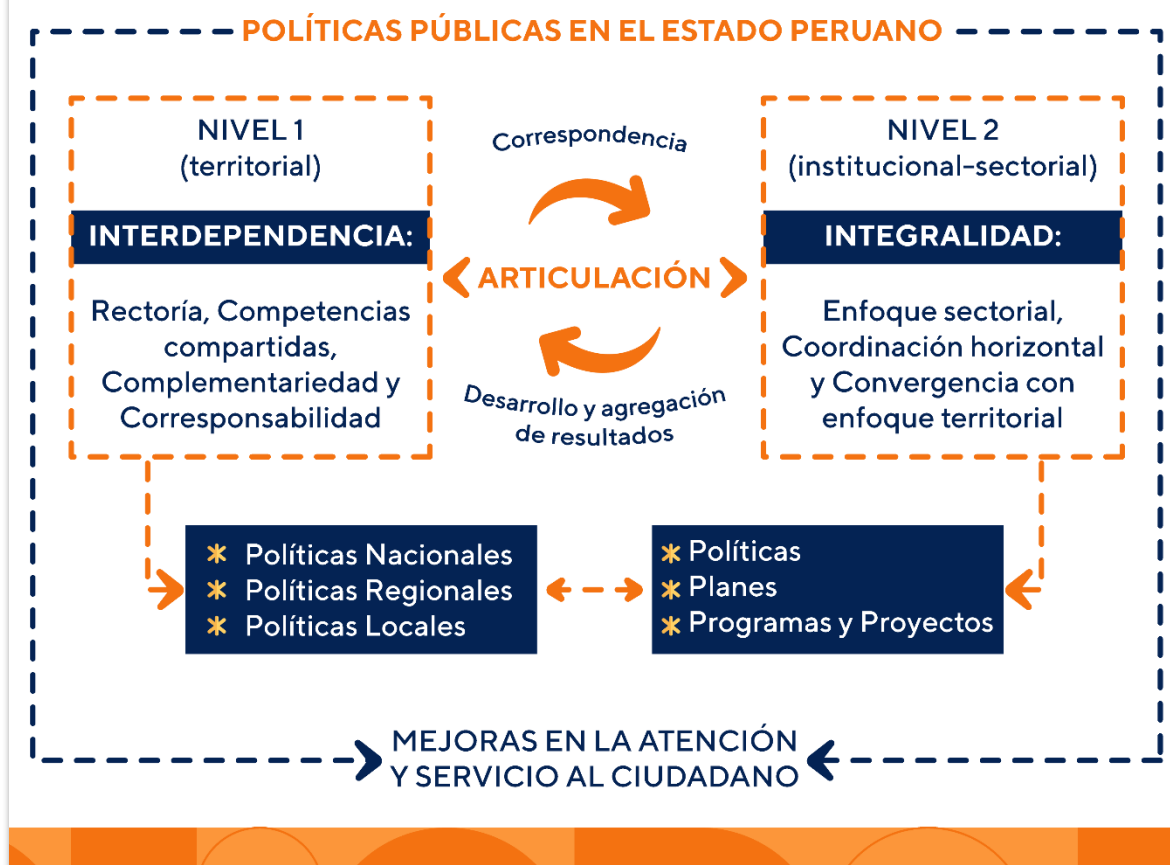 POLÍTICAS PÚBLICAS EN EL ESTADO PERUANO
NIVEL 1
(territorial)
INTERDEPENDENCIA:
Rectoría, Competencias
compartidas,
Complementariedad y
Corresponsabilidad
Correspondencia
ARTICULACIÓN
Desarrollo y agregación
de resultados
NIVEL 2
(institucional-sectorial)
INTEGRALIDAD:
Enfoque sectorial,
Coordinación horizontal
y Convergencia con
enfoque territorial
Políticas Nacionales
Políticas Regionales
Políticas Locales
Políticas
Planes
Programas y Proyectos
MEJORAS EN LA ATENCIÓN
Y SERVICIO AL CIUDADANO